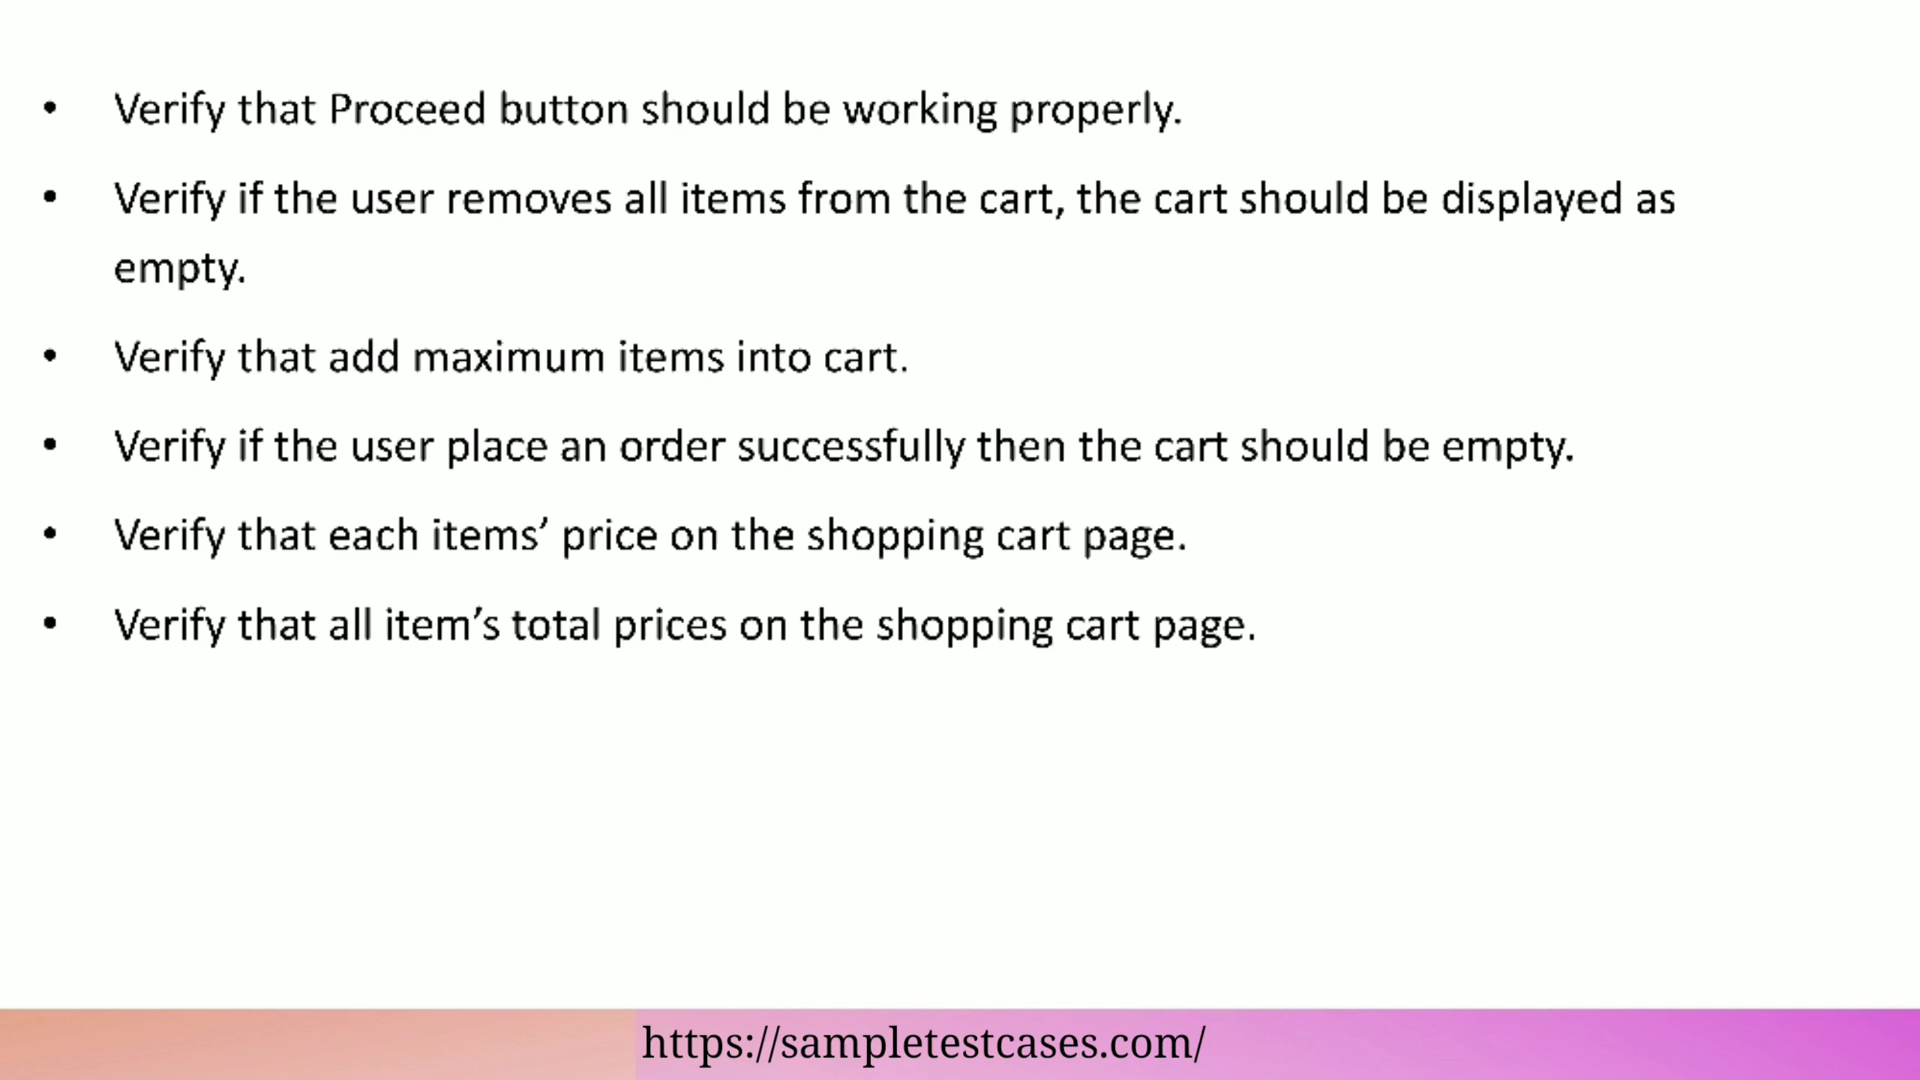 • Verify that Proceed button should be working properly.
• Verify if the user removes all items from the cart, the cart should be displayed as
empty.
• Verify that add maximum items into cart.
• Verify if the user place an order successfully then the cart should be empty.
• Verify that each items’ price on the shopping cart page.
• Verify that all item’s total prices on the shopping cart page.
https://sampletestcases.com/